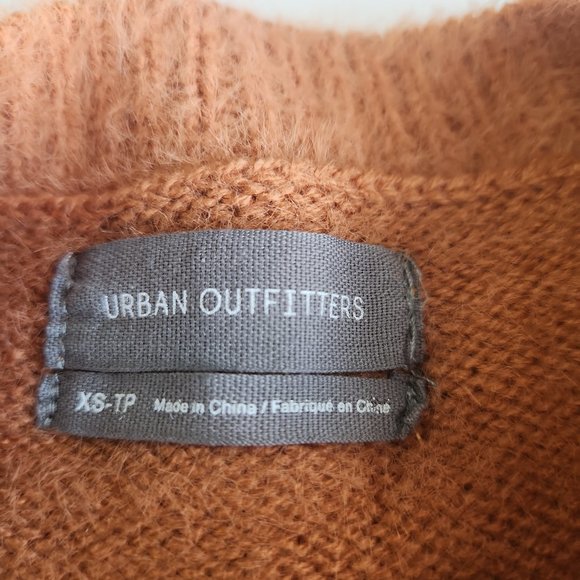 URBAN OUTFITTERS
XS-TP Made in China / Fabriqué en Chine